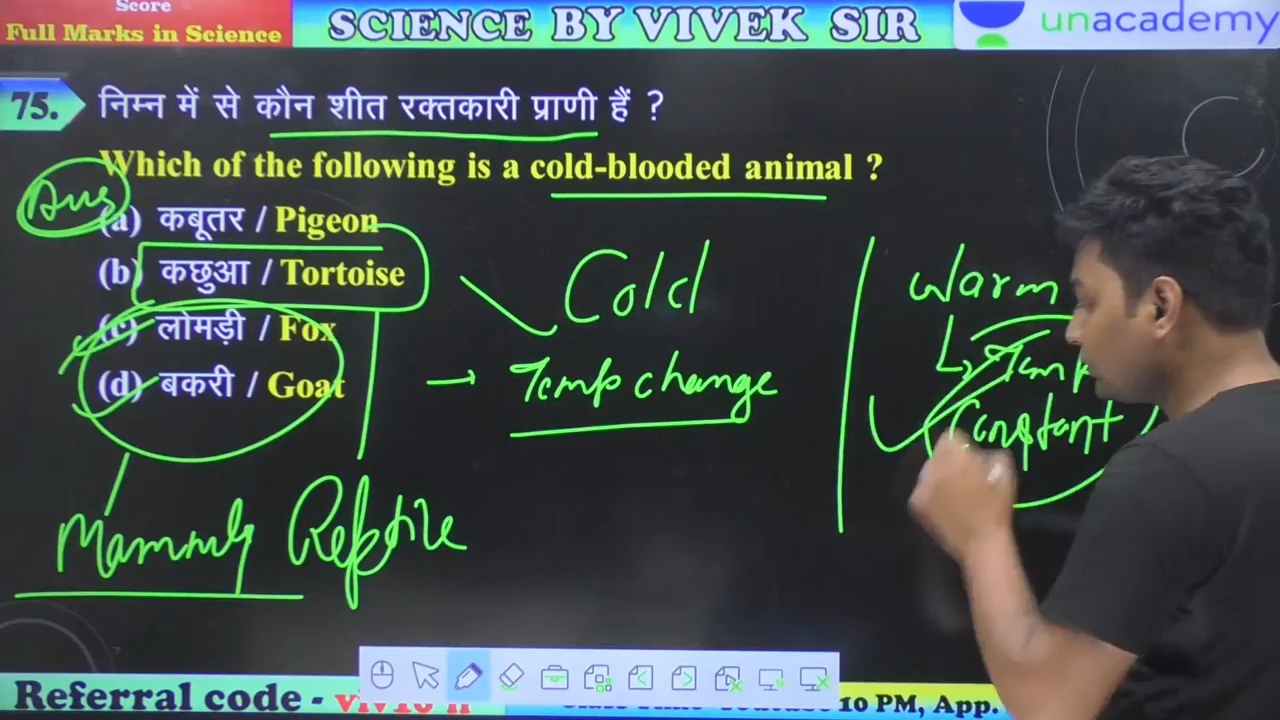 Score
Full Marks in Science
SCIENCE BY VIVEK SIR
unacademy
75. निम्न में से कौन शीत रक्तकारी प्राणी हैं ?
Which of the following is a cold-blooded animal ?
Ans
(a) कबूतर / Pigeon
(b) कछुआ / Tortoise
(c) लोमड़ी / Fox
(d) बकरी / Goat
Cold
Temp change
Warm
Temp
Constant
Reptile
Referral code -
10 PM, App.